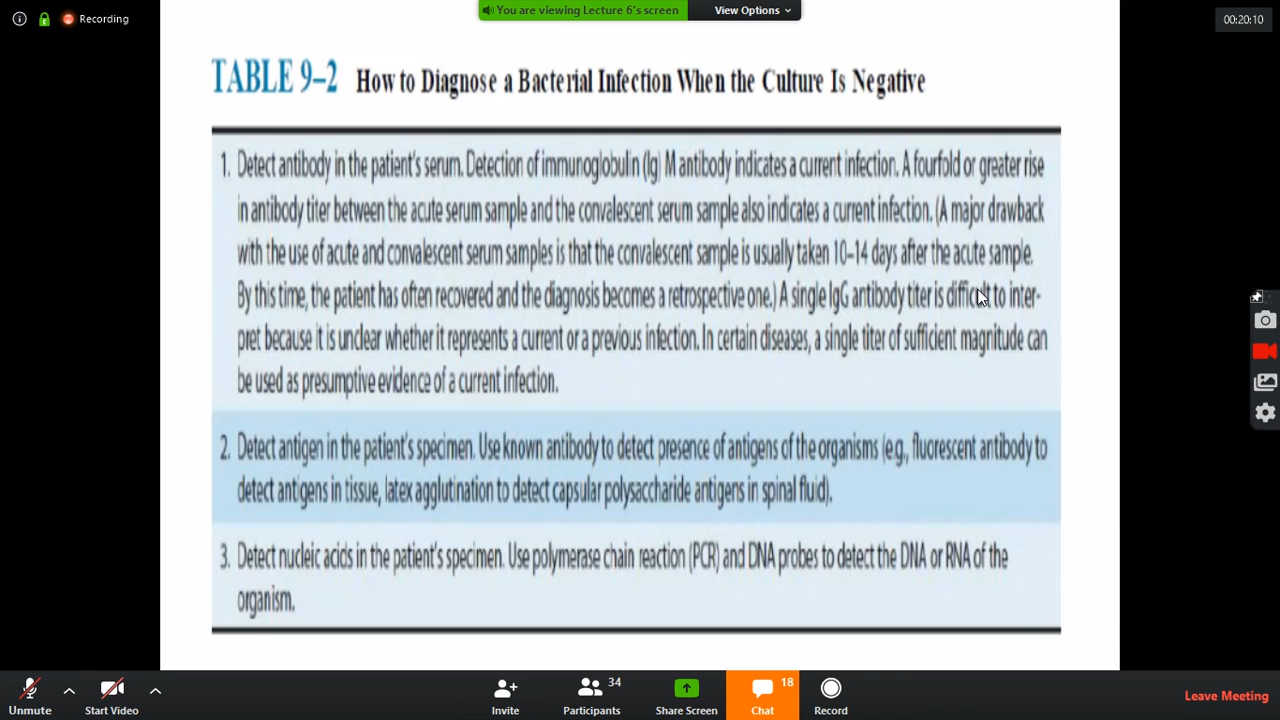 Recording
You are viewing Lecture 6's screen
View Options
00:20:10
TABLE 9–2 How to Diagnose a Bacterial Infection When the Culture Is Negative
1. Detect antibody in the patient's serum. Detection of immunoglobulin (Ig) M antibody indicates a current infection. A fourfold or greater rise
in antibody titer between the acute serum sample and the convalescent serum sample also indicates a current infection. (A major drawback
with the use of acute and convalescent serum samples is that the convalescent sample is usually taken 10–14 days after the acute sample.
By this time, the patient has often recovered and the diagnosis becomes a retrospective one.) A single IgG antibody titer is difficult to inter-
pret because it is unclear whether it represents a current or a previous infection. In certain diseases, a single titer of sufficient magnitude can
be used as presumptive evidence of a current infection.
2. Detect antigen in the patient's specimen. Use known antibody to detect presence of antigens of the organisms (e.g., fluorescent antibody to
detect antigens in tissue, latex agglutination to detect capsular polysaccharide antigens in spinal fluid).
3. Detect nucleic acids in the patient's specimen. Use polymerase chain reaction (PCR) and DNA probes to detect the DNA or RNA of the
organism.
Unmute
Start Video
Invite
34
Participants
Share Screen
18
Chat
Record
Leave Meeting